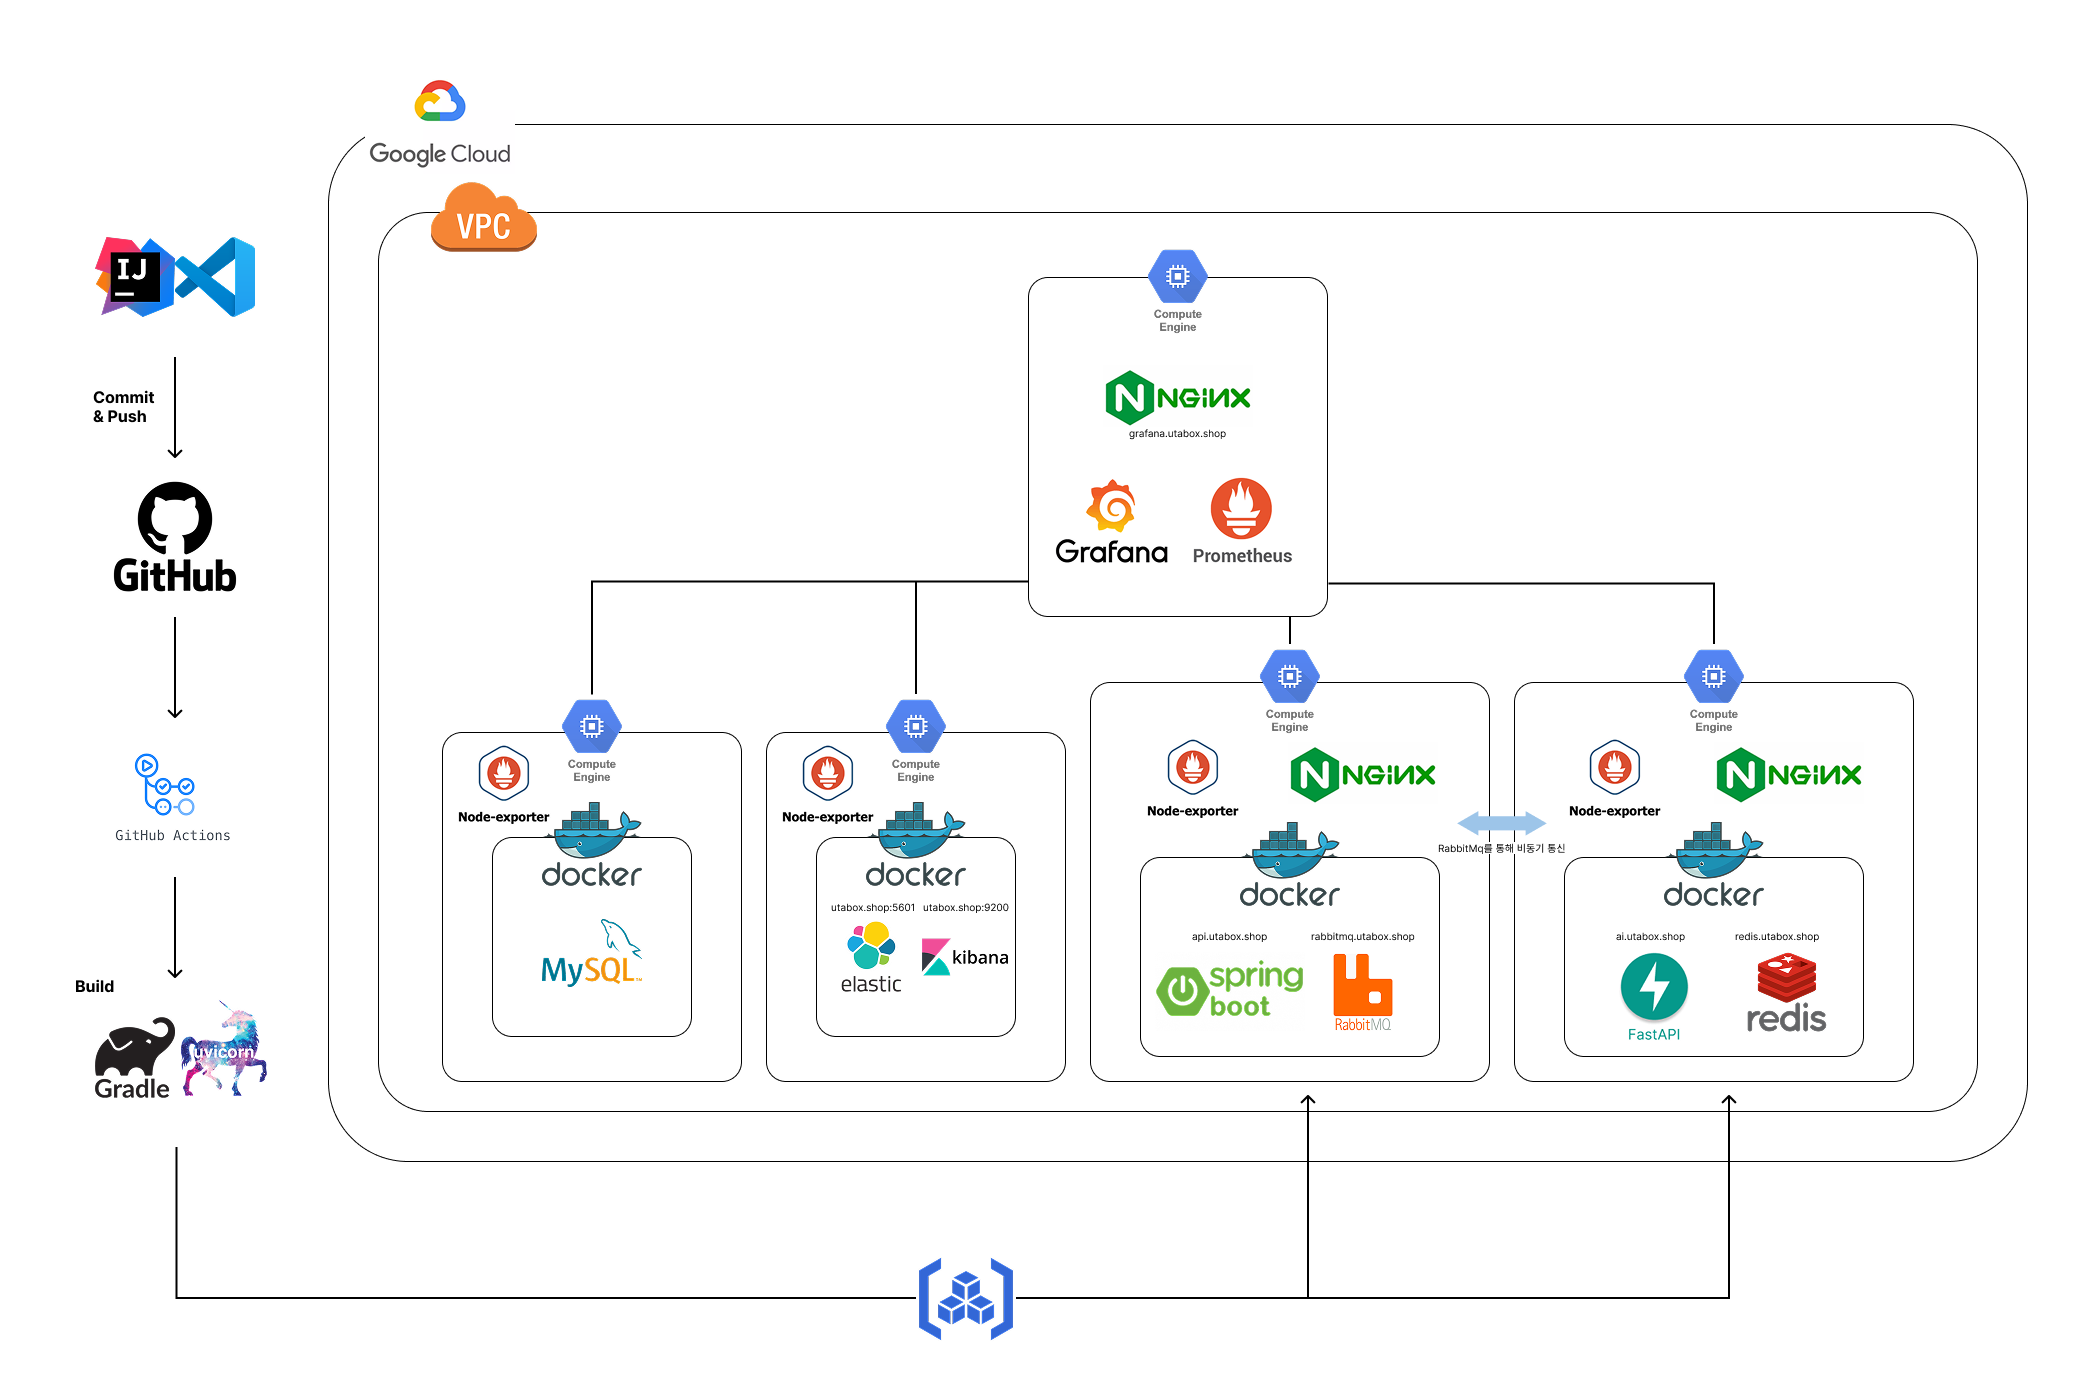 Google Cloud
VPC
IJ
Commit
& Push
GitHub
GitHub Actions
Build
Gradle
uvicorn
Compute
Engine
NGINX
grafana.utabox.shop
Grafana
Prometheus
Compute
Engine
Node-exporter
docker
MySQL™
Compute
Engine
Node-exporter
docker
utabox.shop:5601
utabox.shop:9200
elastic
kibana
Compute
Engine
Node-exporter
NGINX
docker
api.utabox.shop
rabbitmq.utabox.shop
spring
boot
RabbitMQ
RabbitMq를 통해 비동기 통신
Compute
Engine
Node-exporter
NGINX
docker
ai.utabox.shop
redis.utabox.shop
FastAPI
redis